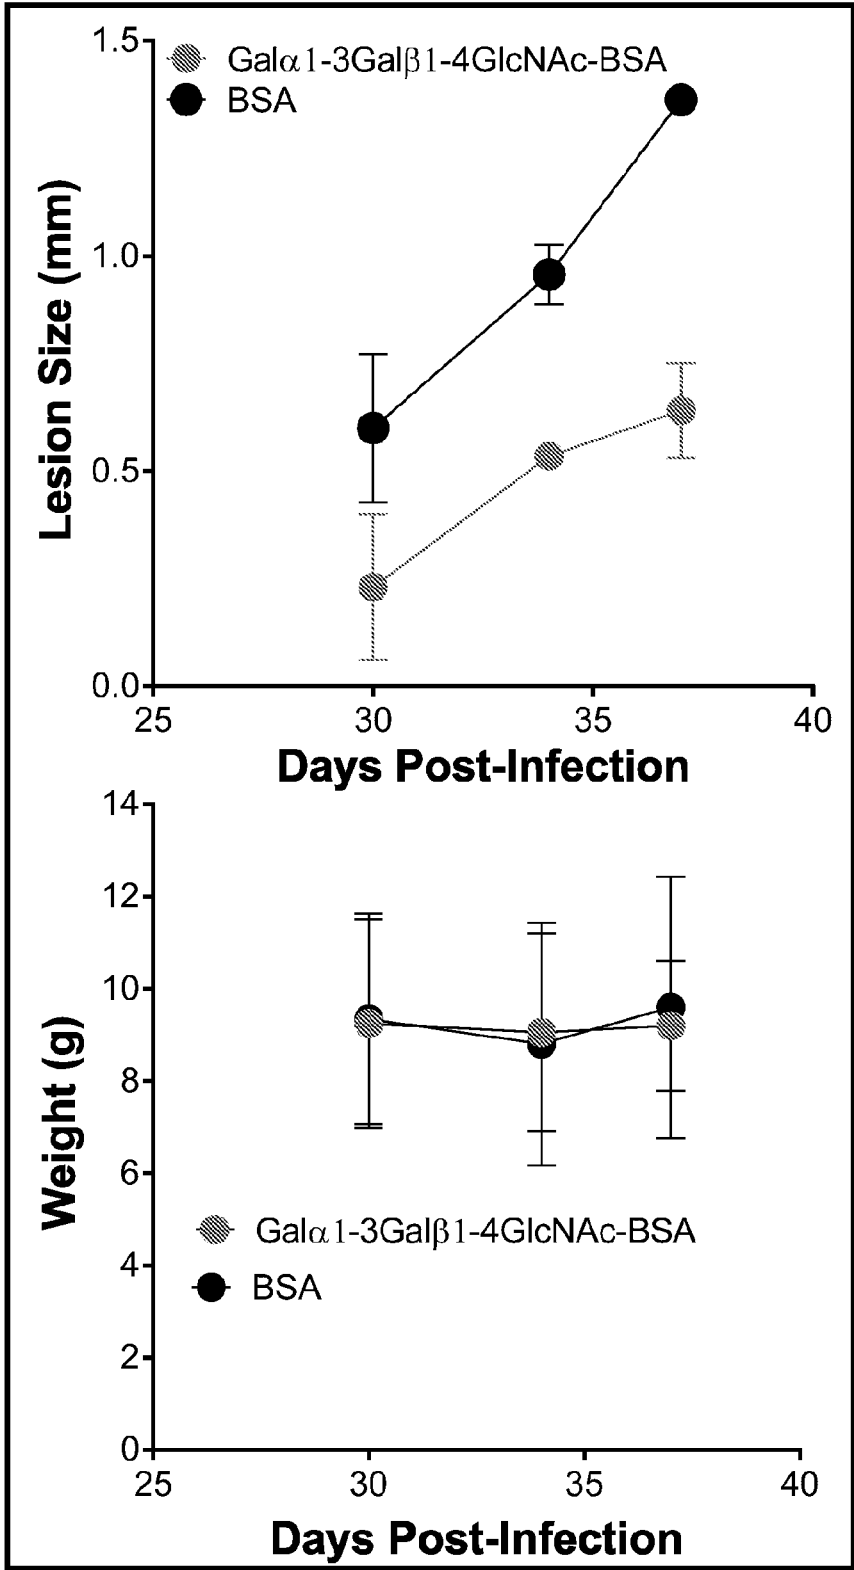 1.5
Galα1-3Galβ1-4GlcNAc-BSA
BSA
1.0
Lesion Size (mm)
0.5
0.0
25 30 35 40
Days Post-Infection
14
12
10
8
Weight (g)
6
Galα1-3Galβ1-4GlcNAc-BSA
4
BSA
2
0
25 30 35 40
Days Post-Infection